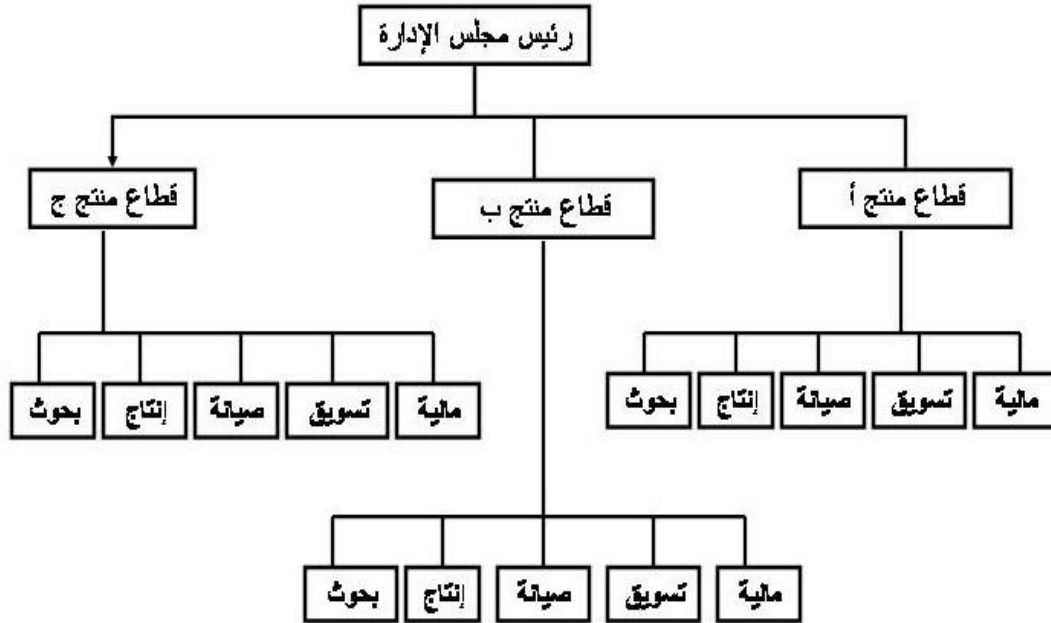 رئيس مجلس الإدارة
قطاع منتج أ
قطاع منتج ب
قطاع منتج ج
مالية
تسويق
صيانة
إنتاج
بحوث
مالية
تسويق
صيانة
إنتاج
بحوث
مالية
تسويق
صيانة
إنتاج
بحوث